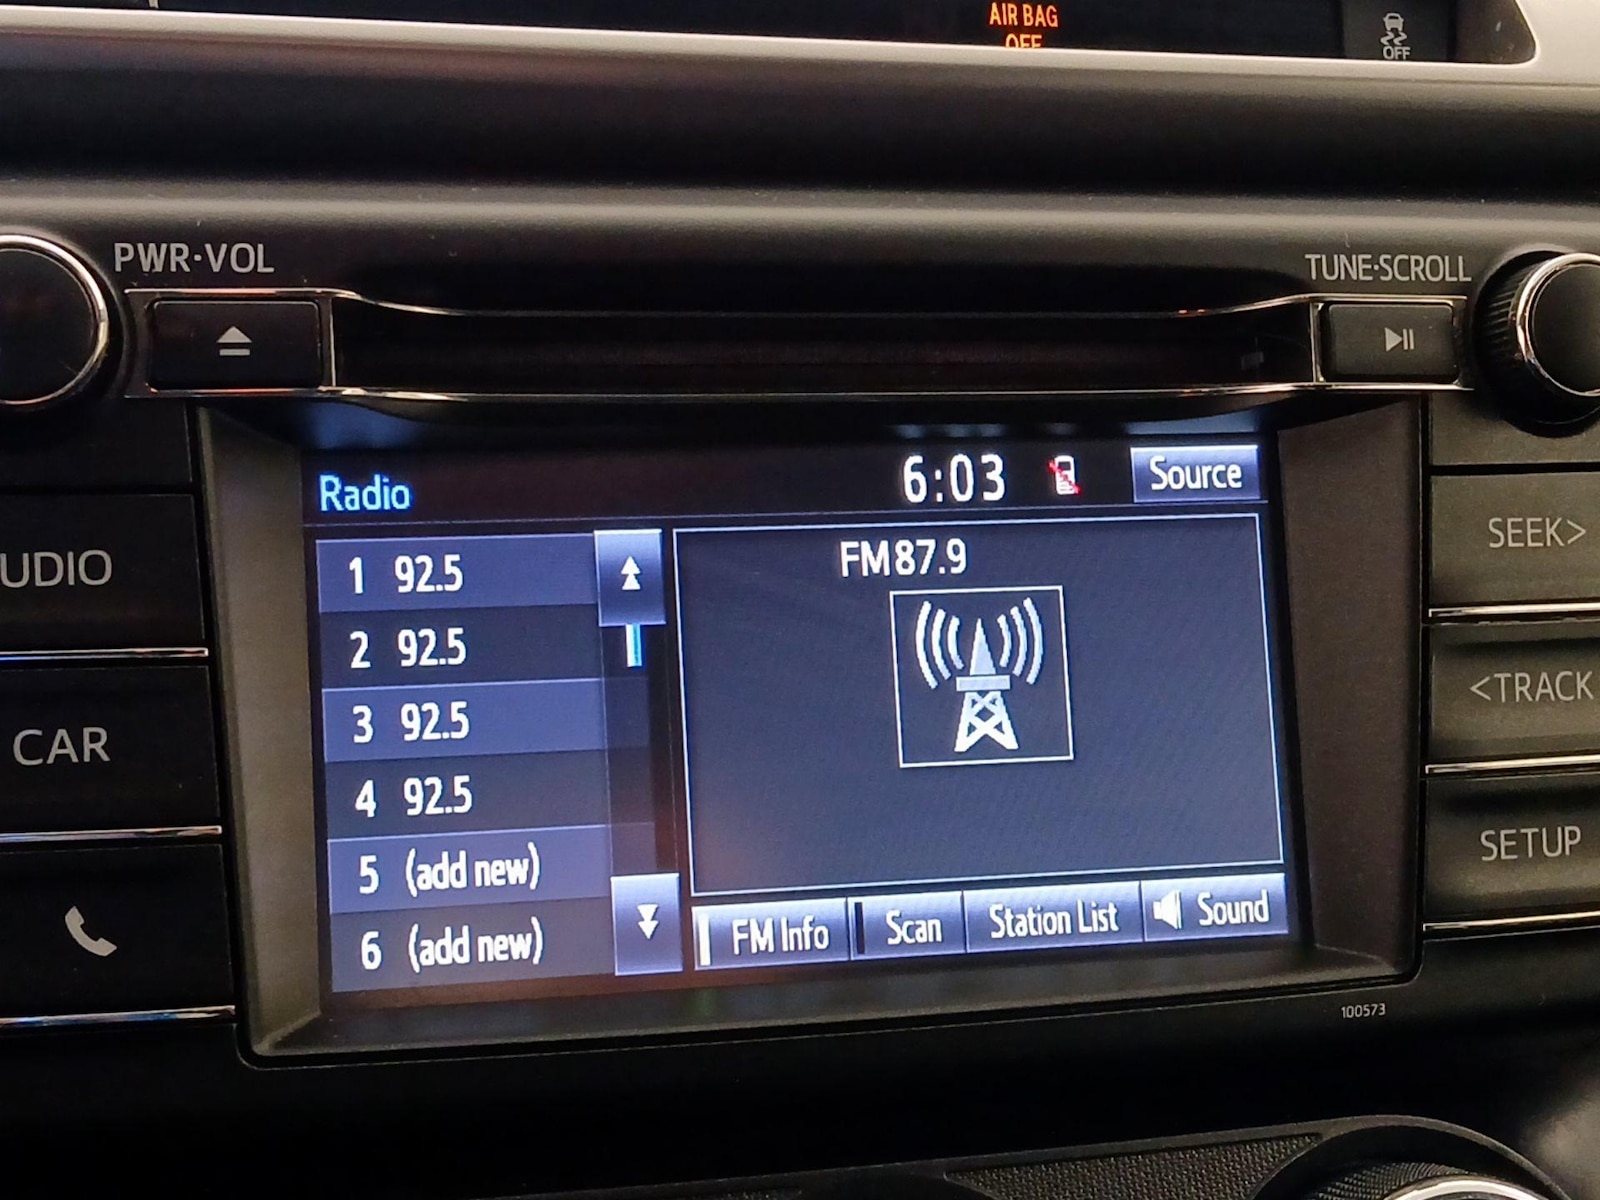 AIR BAG
OFF
OFF
PWR·VOL
TUNE·SCROLL
Radio
6:03
Source
1 92.5
2 92.5
3 92.5
4 92.5
5 (add new)
6 (add new)
FM87.9
FM Info
Scan
Station List
Sound
UDIO
CAR
SEEK>
<TRACK
SETUP
100573